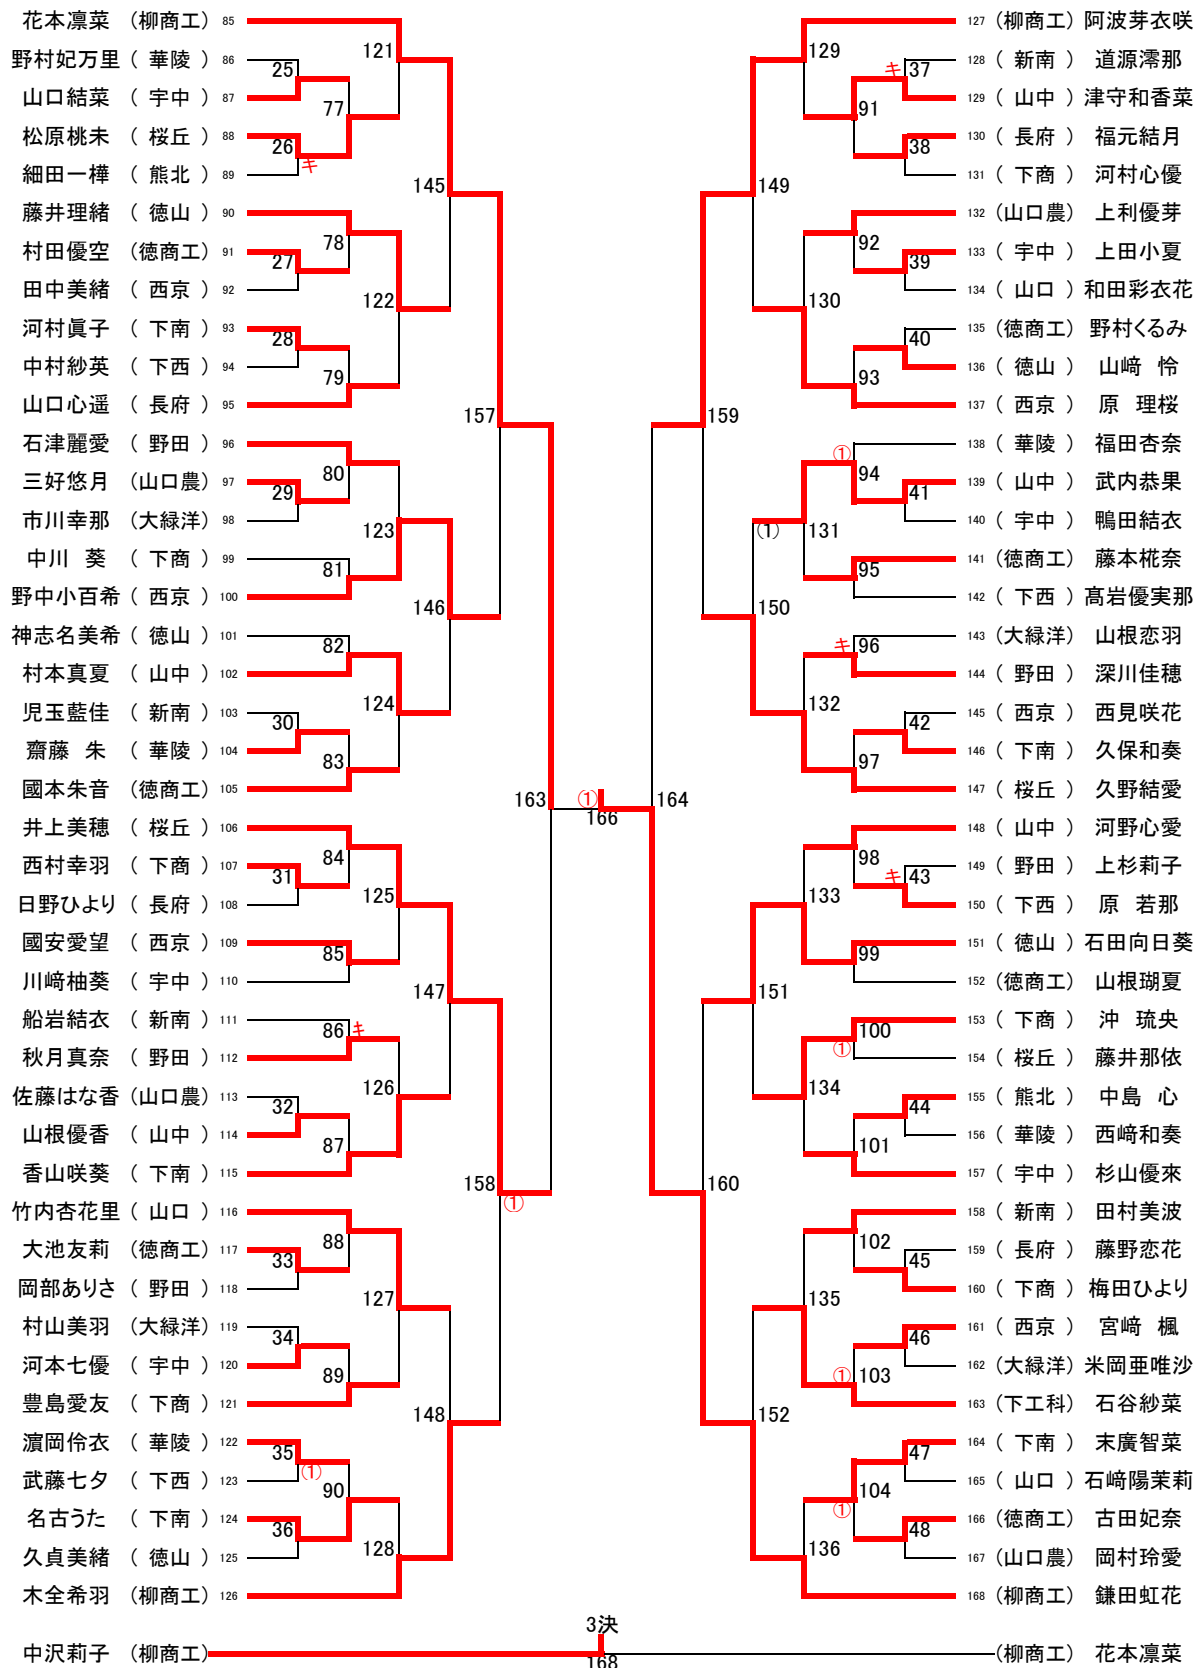 花本凛菜 (柳商工) 85
野村妃万里 ( 華陵 ) 86
山口結菜 ( 宇中 ) 87
松原桃未 ( 桜丘 ) 88
細田一樺 ( 熊北 ) 89
藤井理緒 ( 徳山 ) 90
村田優空 (徳商工) 91
田中美緒 ( 西京 ) 92
河村眞子 ( 下南 ) 93
中村紗英 ( 下西 ) 94
山口心遥 ( 長府 ) 95
石津麗愛 ( 野田 ) 96
三好悠月 (山口農) 97
市川幸那 (大緑洋) 98
中川 葵 ( 下商 ) 99
野中小百希 ( 西京 ) 100
神志名美希 ( 徳山 ) 101
村本真夏 ( 山中 ) 102
児玉藍佳 ( 新南 ) 103
齋藤 朱 ( 華陵 ) 104
國本朱音 (徳商工) 105
井上美穂 ( 桜丘 ) 106
西村幸羽 ( 下商 ) 107
日野ひより ( 長府 ) 108
國安愛望 ( 西京 ) 109
川﨑柚葵 ( 宇中 ) 110
船岩結衣 ( 新南 ) 111
秋月真奈 ( 野田 ) 112
佐藤はな香 (山口農) 113
山根優香 ( 山中 ) 114
香山咲葵 ( 下南 ) 115
竹内杏花里 ( 山口 ) 116
大池友莉 (徳商工) 117
岡部ありさ ( 野田 ) 118
村山美羽 (大緑洋) 119
河本七優 ( 宇中 ) 120
豊島愛友 ( 下商 ) 121
濵岡伶衣 ( 華陵 ) 122
武藤七夕 ( 下西 ) 123
名古うた ( 下南 ) 124
久貞美緒 ( 徳山 ) 125
木全希羽 (柳商工) 126
25
26
キ
27
28
29
30
31
32
33
34
35
①
36
77
78
79
80
81
82
83
84
85
86
キ
87
88
89
90
121
122
123
124
125
126
127
128
145
146
147
148
157
158
①
163
①
166
164
159
160
149
150
(1)
151
152
129
130
131
132
133
134
135
136
91
92
93
①
94
95
キ
96
97
98
99
100
①
101
102
①
103
104
①
キ
37
38
39
40
41
42
キ
43
44
45
46
47
48
127 (柳商工) 阿波芽衣咲
128 ( 新南 ) 道源澪那
129 ( 山中 ) 津守和香菜
130 ( 長府 ) 福元結月
131 ( 下商 ) 河村心優
132 (山口農) 上利優芽
133 ( 宇中 ) 上田小夏
134 ( 山口 ) 和田彩衣花
135 (徳商工) 野村くるみ
136 ( 徳山 ) 山﨑 怜
137 ( 西京 ) 原 理桜
138 ( 華陵 ) 福田杏奈
139 ( 山中 ) 武内恭果
140 ( 宇中 ) 鴨田結衣
141 (徳商工) 藤本椛奈
142 ( 下西 ) 髙岩優実那
143 (大緑洋) 山根恋羽
144 ( 野田 ) 深川佳穂
145 ( 西京 ) 西見咲花
146 ( 下南 ) 久保和奏
147 ( 桜丘 ) 久野結愛
148 ( 山中 ) 河野心愛
149 ( 野田 ) 上杉莉子
150 ( 下西 ) 原 若那
151 ( 徳山 ) 石田向日葵
152 (徳商工) 山根瑚夏
153 ( 下商 ) 沖 琉央
154 ( 桜丘 ) 藤井那依
155 ( 熊北 ) 中島 心
156 ( 華陵 ) 西﨑和奏
157 ( 宇中 ) 杉山優來
158 ( 新南 ) 田村美波
159 ( 長府 ) 藤野恋花
160 ( 下商 ) 梅田ひより
161 ( 西京 ) 宮﨑 楓
162 (大緑洋) 米岡亜唯沙
163 (下工科) 石谷紗菜
164 ( 下南 ) 末廣智菜
165 ( 山口 ) 石﨑陽茉莉
166 (徳商工) 古田妃奈
167 (山口農) 岡村玲愛
168 (柳商工) 鎌田虹花
3決
中沢莉子 (柳商工) 168 (柳商工) 花本凛菜